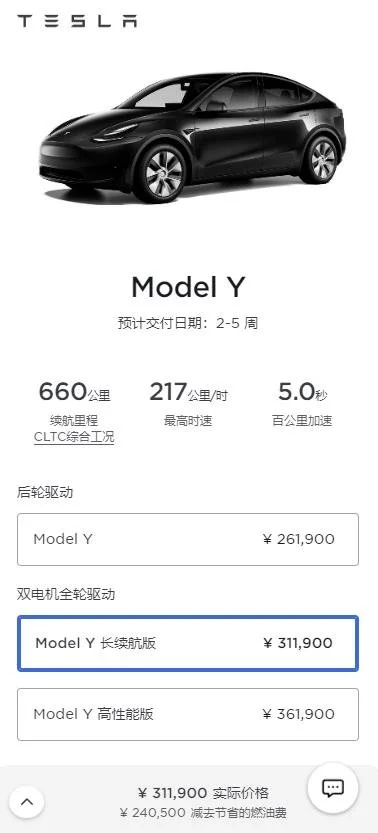 TESLA
Model Y
预计交付日期：2-5 周
660公里 217公里/时 5.0秒
续航里程 最高时速 百公里加速
CLTC综合工况
后轮驱动
Model Y ¥ 261,900
双电机全轮驱动
Model Y 长续航版 ¥ 311,900
Model Y 高性能版 ¥ 361,900
¥ 311,900 实际价格
¥ 240,500 减去节省的燃油费